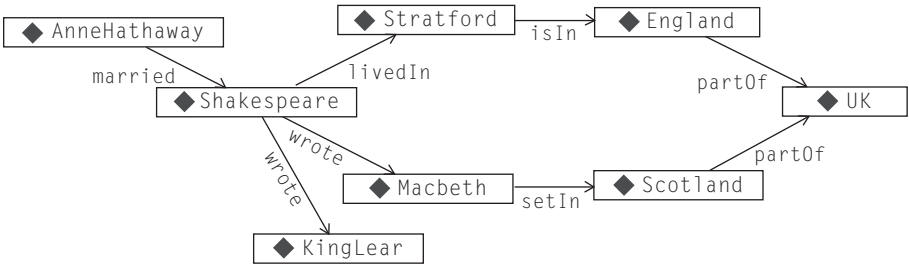 AnneHathaway
Stratford
isIn
England
married
livedIn
partOf
Shakespeare
UK
wrote
wrote
partOf
Macbeth
setIn
Scotland
KingLear